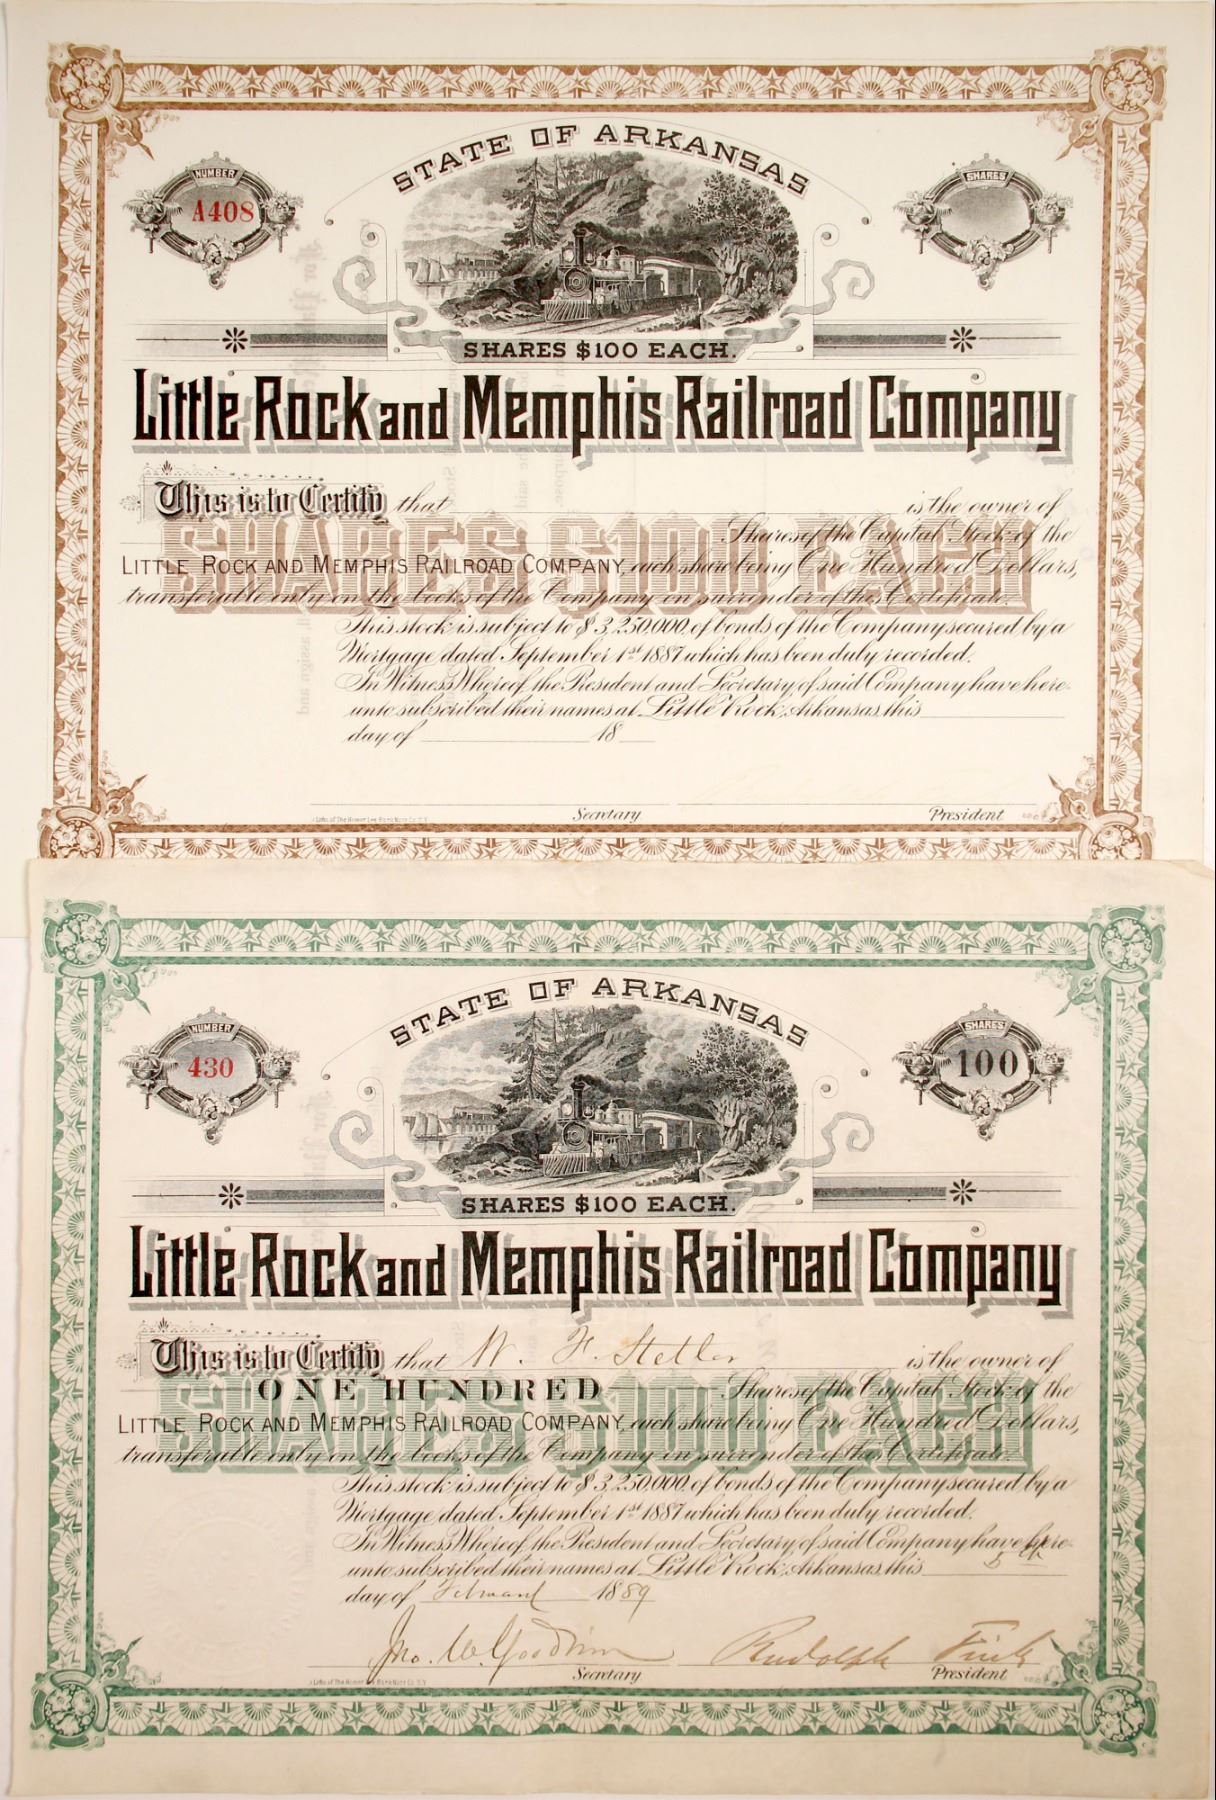 STATE OF ARKANSAS
NUMBER
A408
SHARES
SHARES $100 EACH.
Little Rock and Memphis Railroad Company
This is to Certify that is the owner of
SHARES $100 EACH
Shares of the Capital Stock of the
LITTLE ROCK AND MEMPHIS RAILROAD COMPANY, each share being One Hundred Dollars,
transferable only on the books of the Company on surrender of this Certificate.
This stock is subject to $3,250.000, of bonds of the Company secured by a
Mortgage dated September 1st 1887 which has been duly recorded.
In Witness Whereof, the President and Secretary of said Company have here-
unto subscribed their names at Little Rock, Arkansas, this
day of 18
Secretary
President
STATE OF ARKANSAS
NUMBER
430
SHARES
100
SHARES $100 EACH.
Little Rock and Memphis Railroad Company
This is to Certify that W. F. Stetler is the owner of
SHARES $100 EACH
ONE HUNDRED Shares of the Capital Stock of the
LITTLE ROCK AND MEMPHIS RAILROAD COMPANY, each share being One Hundred Dollars,
transferable only on the books of the Company on surrender of this Certificate.
This stock is subject to $3,250.000, of bonds of the Company secured by a
Mortgage dated September 1st 1887 which has been duly recorded.
In Witness Whereof, the President and Secretary of said Company have here-
unto subscribed their names at Little Rock, Arkansas, this 5th
day of February 1889
Jno. W. Goodwin Rudolph Fink
Secretary
President